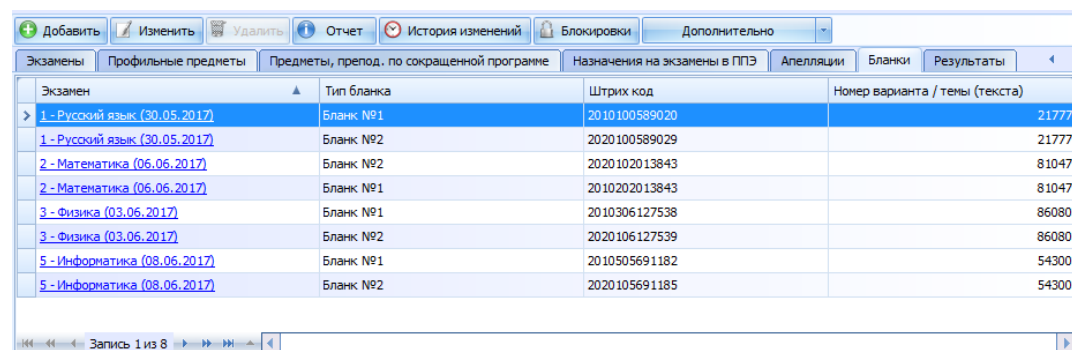 Добавить Изменить Удалить Отчет История изменений Блокировки Дополнительно
Экзамены Профильные предметы Предметы, препод. по сокращенной программе Назначения на экзамены в ППЭ Апелляции Бланки Результаты
Экзамен Тип бланка Штрих код Номер варианта / темы (текста)
1 - Русский язык (30.05.2017) Бланк №1 2010100589020 21777
1 - Русский язык (30.05.2017) Бланк №2 2020100589029 21777
2 - Математика (06.06.2017) Бланк №2 2020102013843 81047
2 - Математика (06.06.2017) Бланк №1 2010202013843 81047
3 - Физика (03.06.2017) Бланк №1 2010306127538 86080
3 - Физика (03.06.2017) Бланк №2 2020106127539 86080
5 - Информатика (08.06.2017) Бланк №1 2010505691182 54300
5 - Информатика (08.06.2017) Бланк №2 2020105691185 54300
Запись 1 из 8